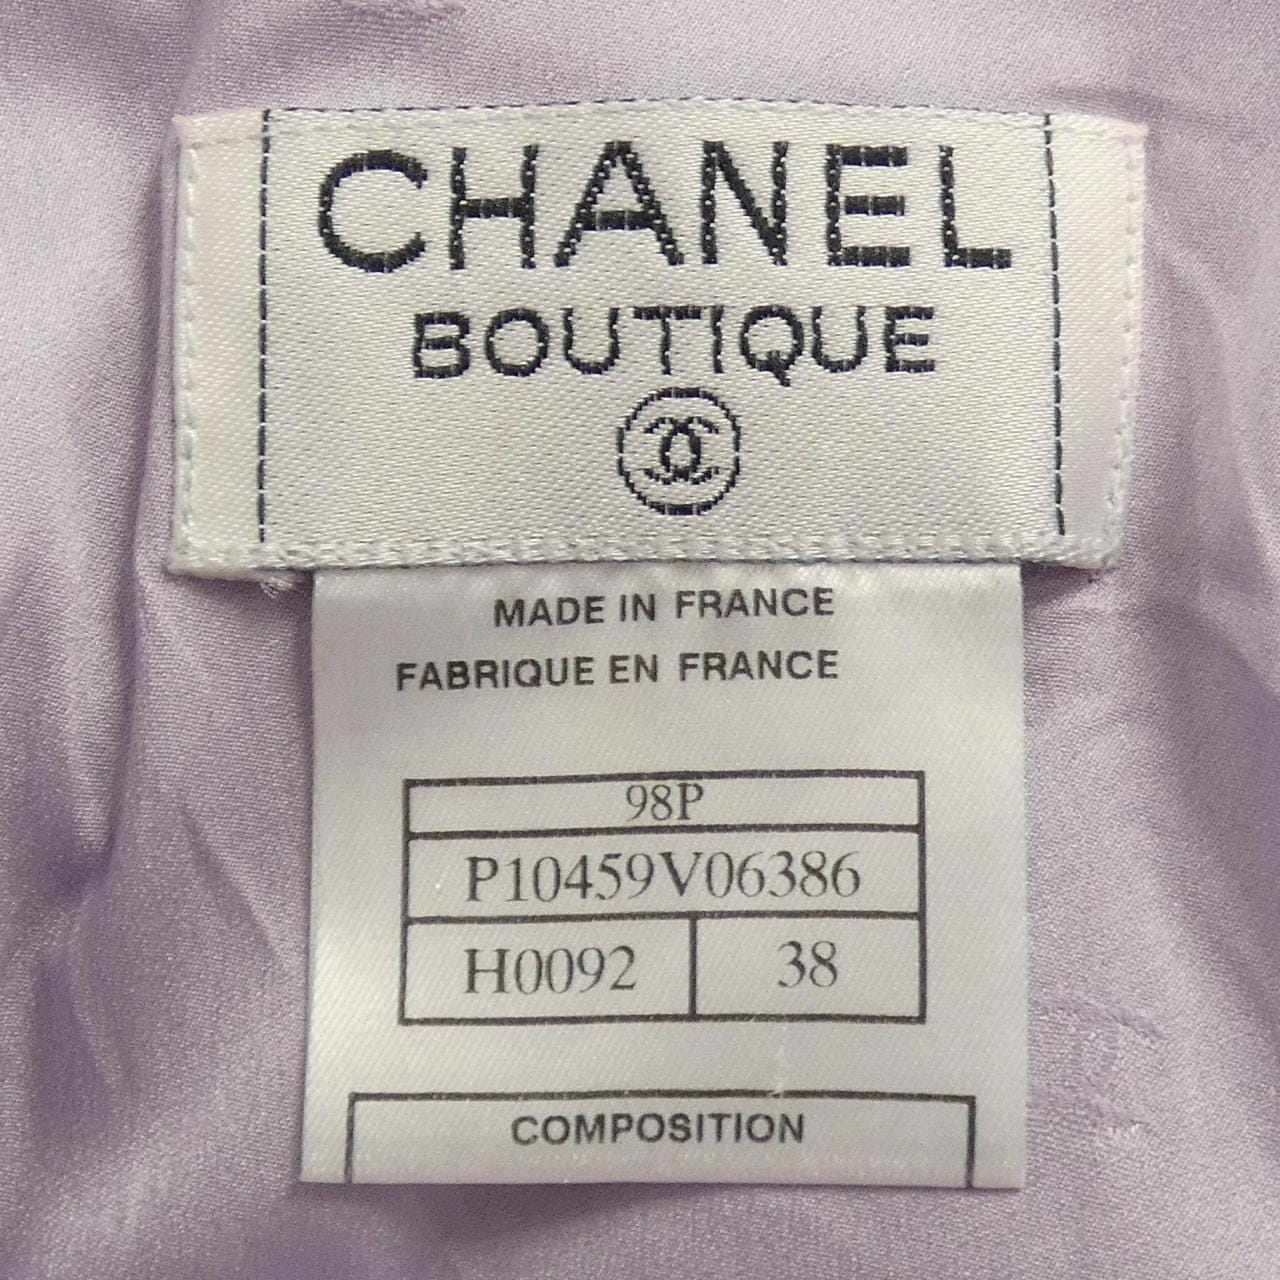 CHANEL
BOUTIQUE
MADE IN FRANCE
FABRIQUE EN FRANCE
98P
P10459V06386
H0092 38
COMPOSITION